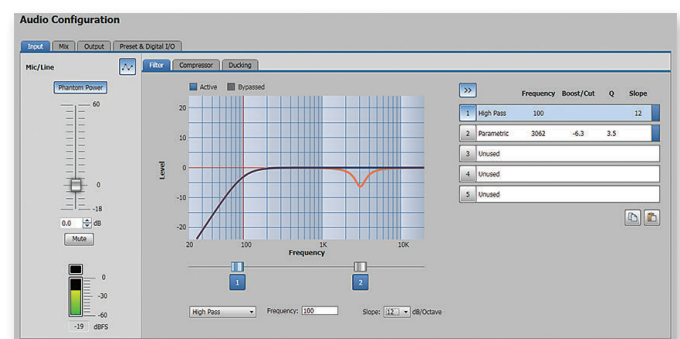 Audio Configuration
Input Mix Output Preset & Digital I/O
Mic/Line
Phantom Power
60
0
-18
0.0 dB
Mute
0
-30
-60
-19 dBFS
Filter Compressor Ducking
Active Bypassed
Level
20
10
0
-10
-20
20 100 1K 10K
Frequency
1 2
High Pass Frequency: 100 Slope: 12 dB/Octave
>> Frequency Boost/Cut Q Slope
1 High Pass 100 12
2 Parametric 3062 -6.3 3.5
3 Unused
4 Unused
5 Unused